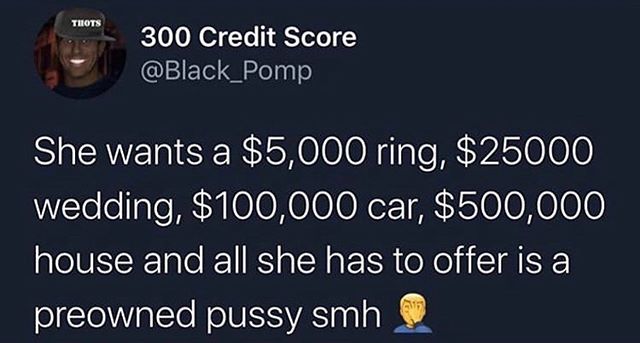 THOTS
300 Credit Score
@Black_Pomp
She wants a $5,000 ring, $25000
wedding, $100,000 car, $500,000
house and all she has to offer is a
preowned pussy smh 🤦‍♂️